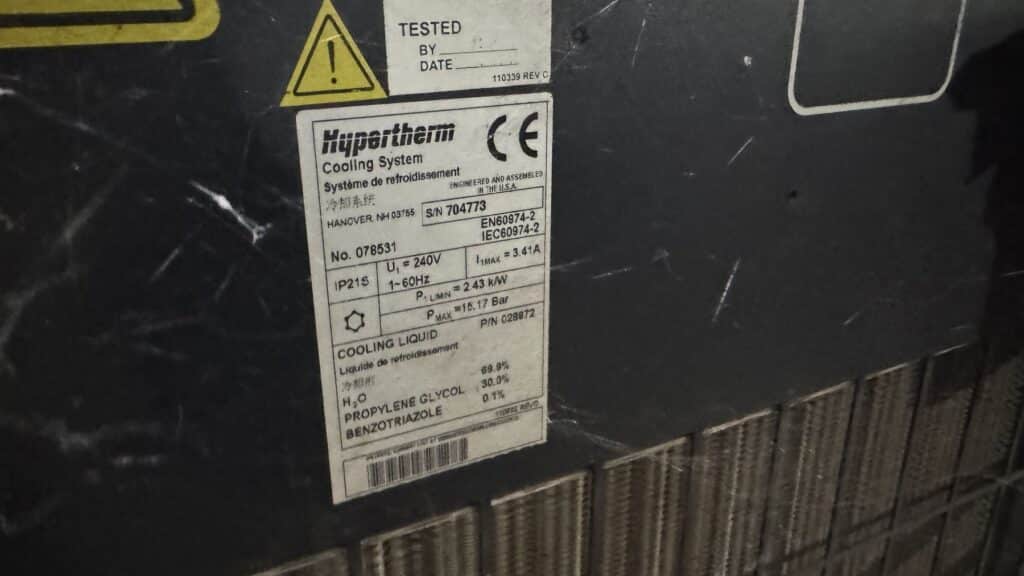 TESTED
BY
DATE
110339 REV C
Hypertherm
CE
Cooling System
Système de refroidissement
冷却系统
ENGINEERED AND ASSEMBLED
IN THE U.S.A.
HANOVER, NH 03755
S/N 704773
EN60974-2
IEC60974-2
No. 078531
IP21S
U₁ = 240V
1~60Hz
I₁MAX = 3.41A
P₁ L/MIN = 2.43 kW
PMAX =15.17 Bar
COOLING LIQUID P/N 028872
Liquide de refroidissement
冷却剂
H₂O 69.9%
PROPYLENE GLYCOL 30.0%
BENZOTRIAZOLE 0.1%